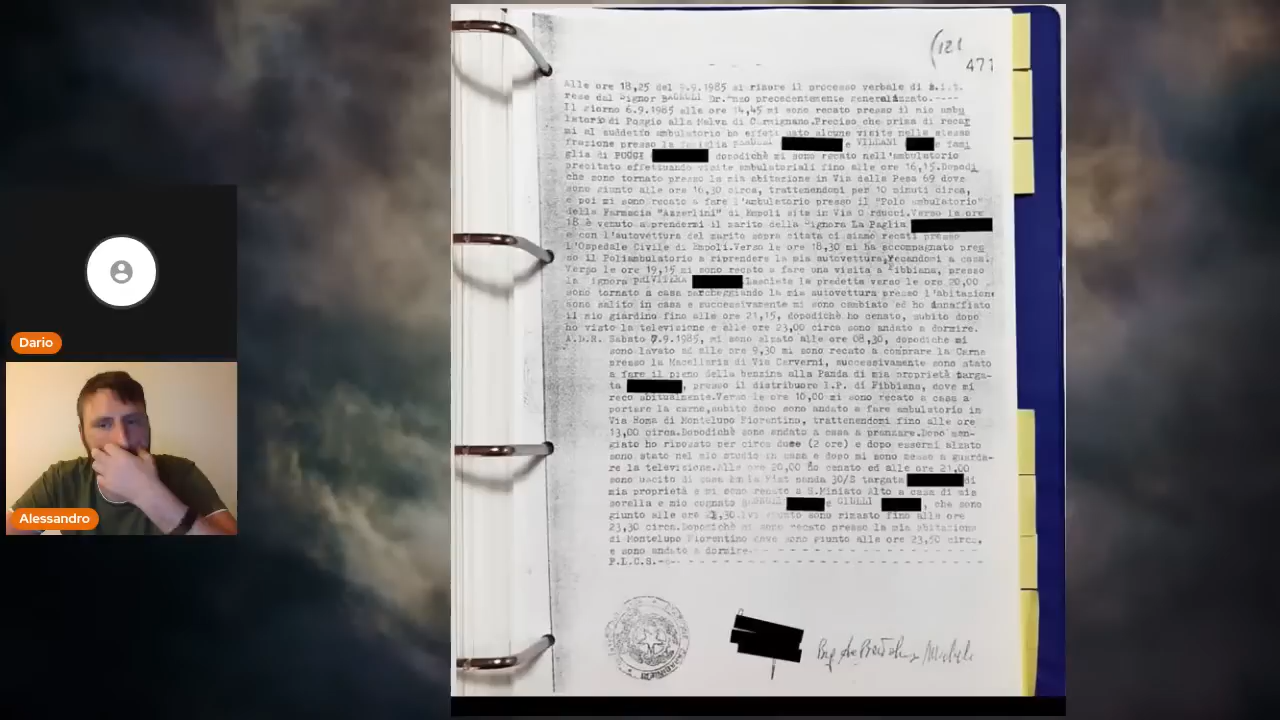 (121
471
Alle ore 18,25 del 9.9.1985 si riapre il processo verbale di s.i.t.
rese dal Signor Dr. precedentemente generalizzato.----
Il giorno 6.9.1985 alle ore 14,45 mi sono recato presso il mio ambu
latorio di Poggio alla Malva di Carmignano.Preciso che prima di recar
mi al suddetto ambulatorio ho effettuato alcune visite nella stessa
frazione presso la famiglia e VILLANI e fami
glia di POGGI dopodichè mi sono recato nell'ambulatorio
precitato effettuando visite ambulatoriali fino alle ore 16,15.Dopodi
che sono tornato presso la mia abitazione in Via della Pesa 69 dove
sono giunto alle ore 16,30 circa, trattenendomi per 10 minuti circa,
e poi mi sono recato a fare l'ambulatorio presso il "Polo ambulatorio"
della Farmacia "Azzerlini" di Empoli sita in Via C rducci.Verso le ore
18 è venuto a prendermi il marito della Signora La Paglia
e con l'autovettura del marito sopra citata ci siamo recati presso
L'Ospedale Civile di Empoli.Verso le ore 18,30 mi ha accompagnato pres
so il Poliambulatorio a riprendere la mia autovettura,recandomi a casa.
Verso le ore 19,15 mi sono recato a fare una visita a Fibbiana, presso
la signora Lasciata la predetta verso le ore 20,00
sono tornato a casa parcheggiando la mia autovettura presso l'abitazione
sono salito in casa e successivamente mi sono cambiato ed ho innaffiato
il mio giardino fino alle ore 21,15, dopodichè ho cenato, subito dopo
ho visto la televisione e alle ore 23,00 circa sono andato a dormire.
A.D.R. Sabato 7.9.1985, mi sono alzato alle ore 08,30, dopodichè mi
sono lavato ed alle ore 9,30 mi sono recato a comprare la Carne
presso la Macelleria di Via Caverni, successivamente sono stato
a fare il pieno della benzina alla Panda di mia proprietà targa-
ta , presso il distributore I.P. di Fibbiana, dove mi
reco abitualmente.Verso le ore 10,00 mi sono recato a casa a
portare la carne,subito dopo sono andato a fare ambulatorio in
Via Roma di Montelupo Fiorentino, trattenendomi fino alle ore
13,00 circa.Dopodichè sono andato a casa a pranzare.Dopo man-
giato ho riposato per circa due (2 ore) e dopo essermi alzato
sono stato nel mio studio in casa e dopo mi sono messo a guarda-
re la televisione.Alle ore 20,00 ho cenato ed alle ore 21,00
sono uscito di casa con la Fiat panda 30/S targata di
mia proprietà e mi sono recato a S.Miniato Alto a casa di mia
sorella e mio cognato e GIUELI , che sono
giunto alle ore 21,30.Ivi giunto sono rimasto fino alle ore
23,30 circa.Dopodichè mi sono recato presso la mia abitazione
di Montelupo Fiorentino dove sono giunto alle ore 23,50 circa,
e sono andato a dormire.- - - - - - - - - - - - - - - -
P.L.C.S.- - - - - - - - - - - - - - - - - - - - - - -
Dario
Alessandro